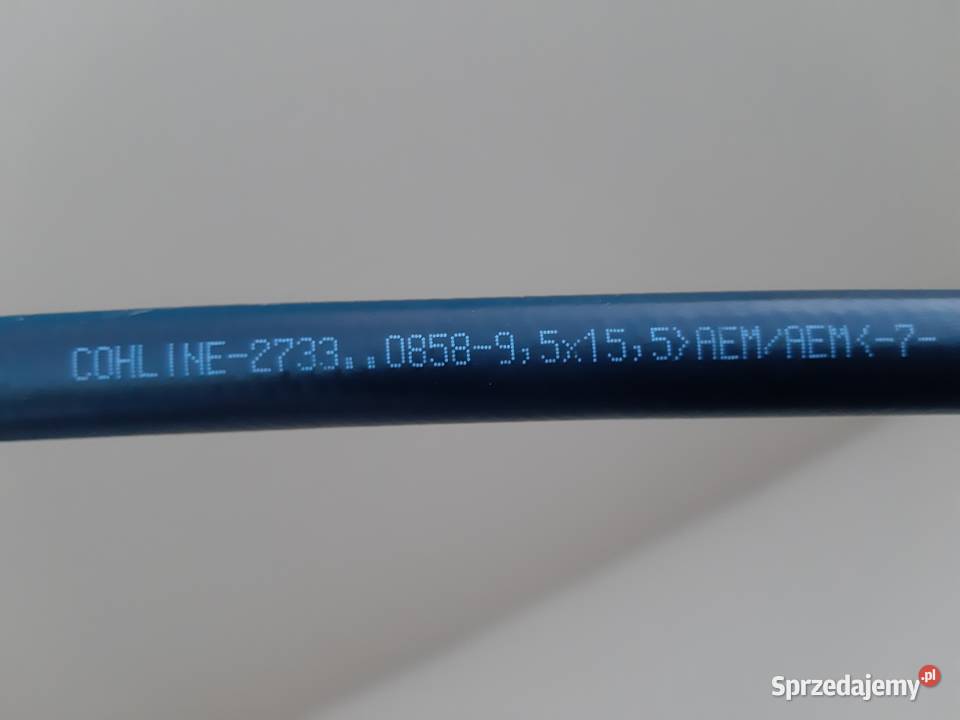 COHLINE-2733..0858-9,5x15,5>AEM/AEM<-7-
Sprzedajemy.pl